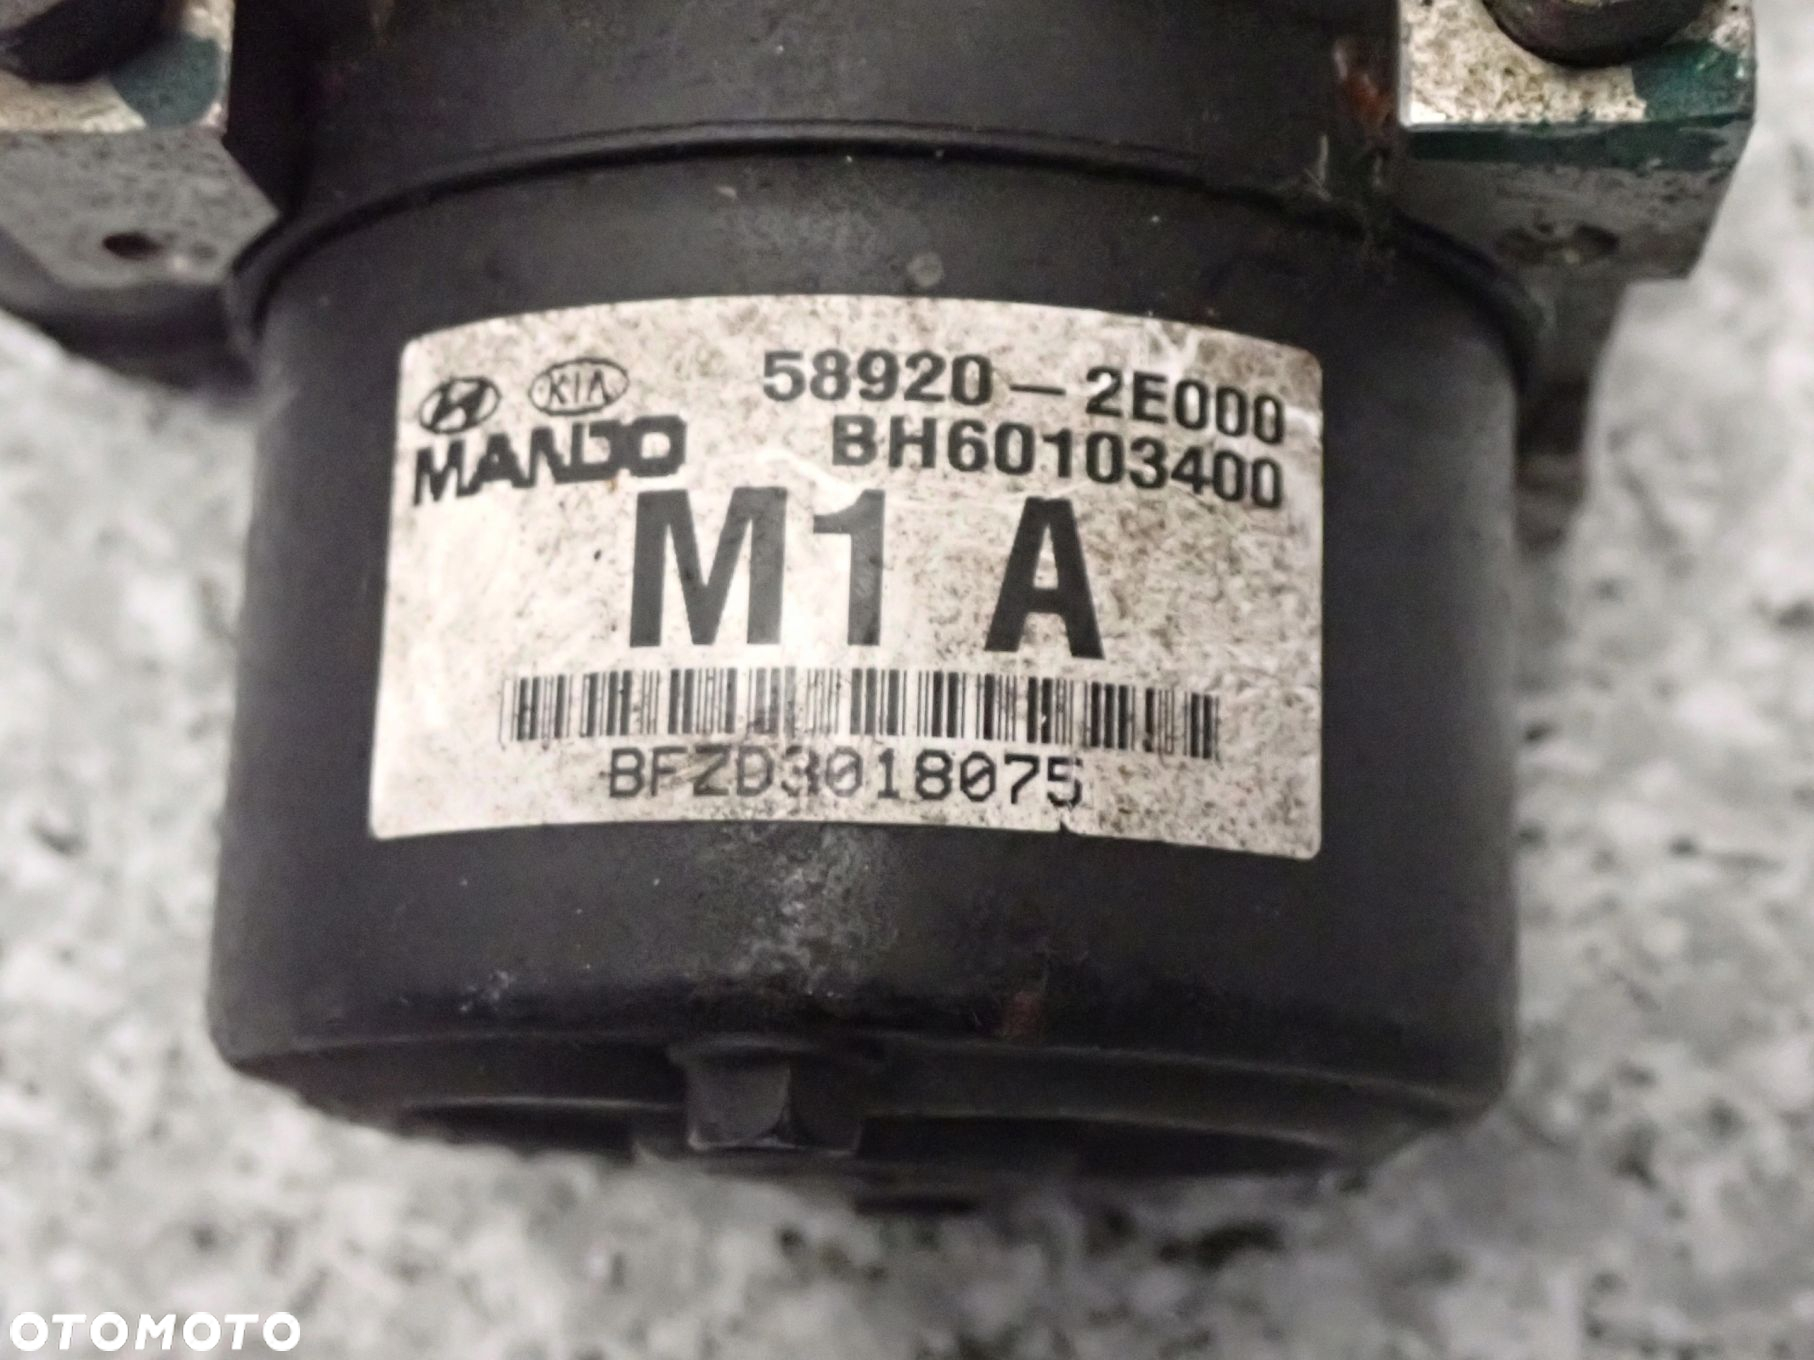 KIA 58920-2E000
MANDO BH60103400
M1 A
BFZD3018075
OTOMOTO